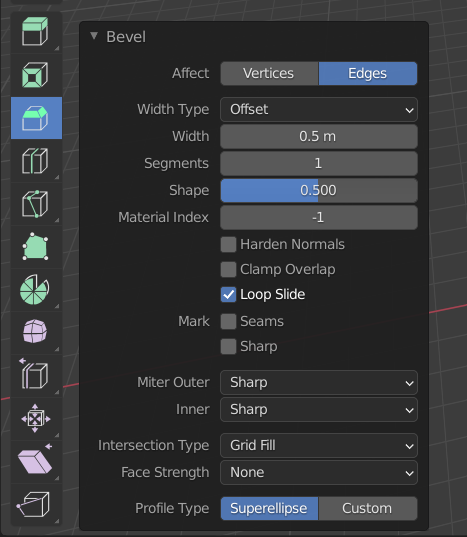 Bevel
Affect Vertices Edges
Width Type Offset
Width 0.5 m
Segments 1
Shape 0.500
Material Index -1
Harden Normals
Clamp Overlap
Loop Slide
Mark Seams
Sharp
Miter Outer Sharp
Inner Sharp
Intersection Type Grid Fill
Face Strength None
Profile Type Superellipse Custom